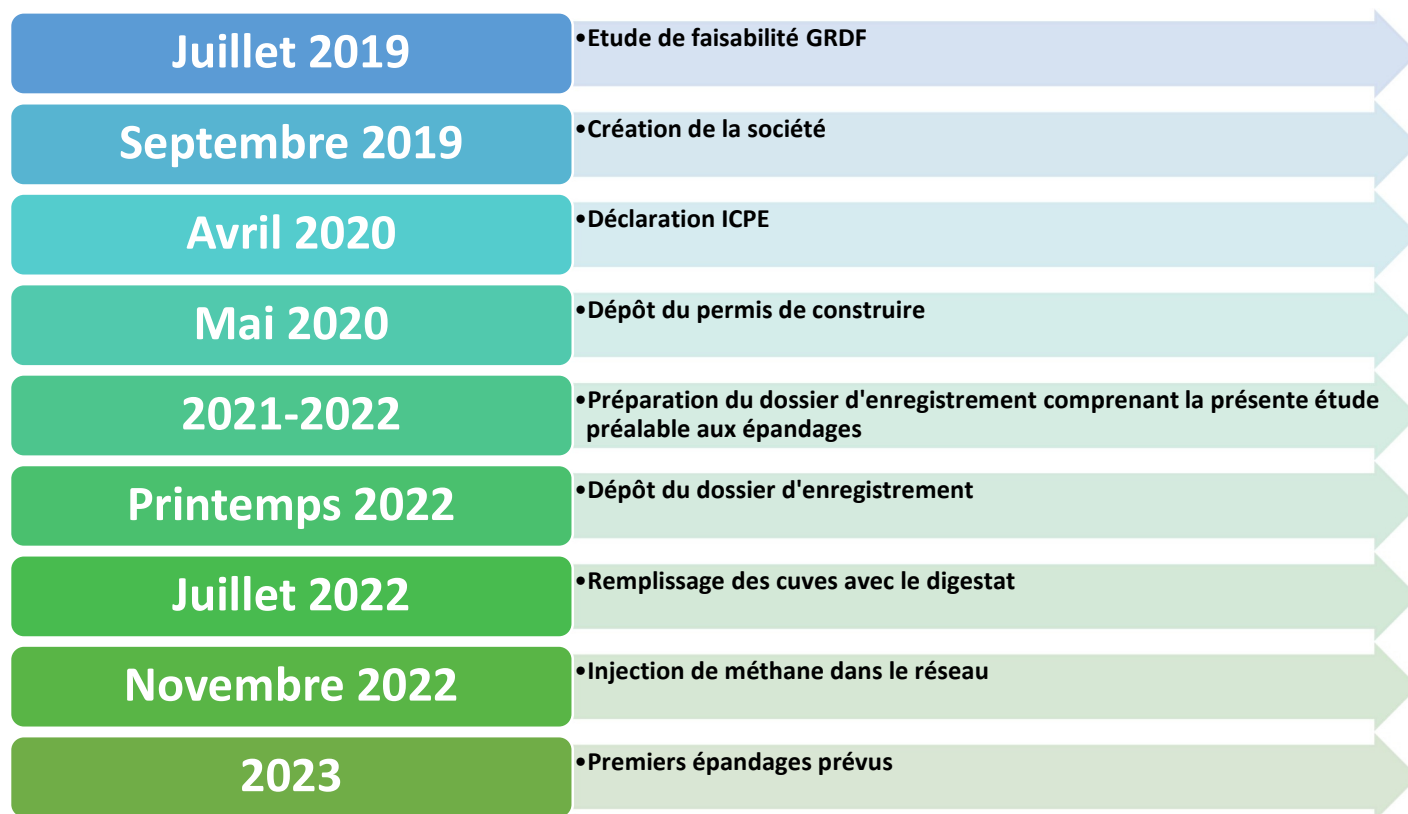 Juillet 2019
•Etude de faisabilité GRDF
Septembre 2019
•Création de la société
Avril 2020
•Déclaration ICPE
Mai 2020
•Dépôt du permis de construire
2021-2022
•Préparation du dossier d'enregistrement comprenant la présente étude
préalable aux épandages
Printemps 2022
•Dépôt du dossier d'enregistrement
Juillet 2022
•Remplissage des cuves avec le digestat
Novembre 2022
•Injection de méthane dans le réseau
2023
•Premiers épandages prévus